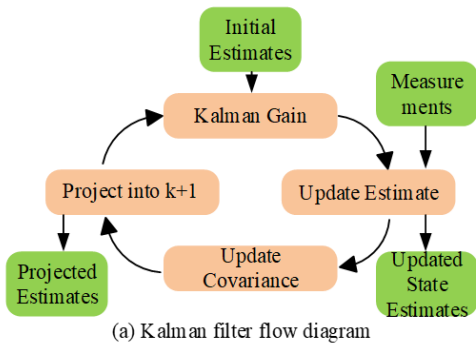 Initial
Estimates
Measure
ments
Kalman Gain
Project into k+1
Update Estimate
Update
Covariance
Projected
Estimates
Updated
State
Estimates
(a) Kalman filter flow diagram